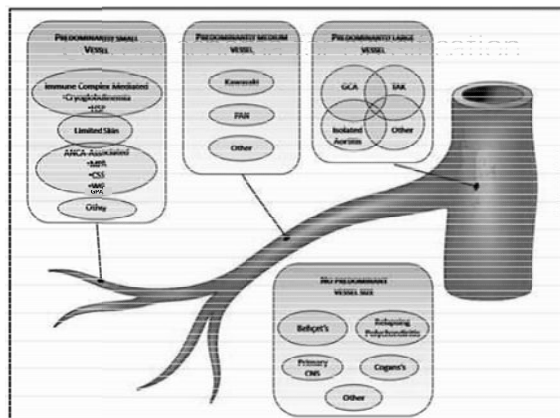 PREDOMINANTLY SMALL
VESSEL
Immune Complex Mediated
•Cryoglobulinemia
•HSP
Limited Skin
ANCA-Associated
•MPA
•CSS
Other
PREDOMINANTLY MEDIUM
VESSEL
Kawasaki
PAN
Other
PREDOMINANTLY LARGE
VESSEL
GCA
TAK
Isolated
Aortitis
Other
NO PREDOMINANT
VESSEL SIZE
Behçet's
Relapsing
Polychondritis
Primary
CNS
Cogans's
Other